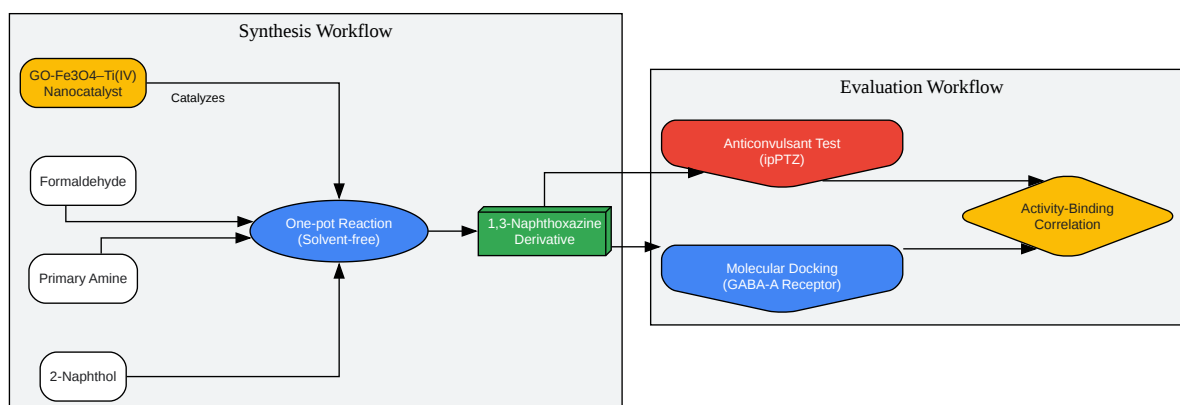 Synthesis Workflow
GO-Fe3O4–Ti(IV)
Nanocatalyst
Catalyzes
Formaldehyde
Primary Amine
2-Naphthol
One-pot Reaction
(Solvent-free)
1,3-Naphthoxazine
Derivative
Evaluation Workflow
Anticonvulsant Test
(ipPTZ)
Molecular Docking
(GABA-A Receptor)
Activity-Binding
Correlation